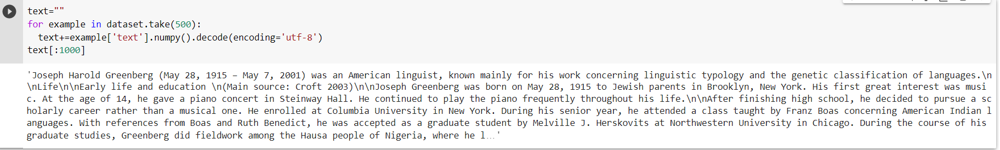 text=""
for example in dataset.take(500):
  text+=example['text'].numpy().decode(encoding='utf-8')
text[:1000]
'Joseph Harold Greenberg (May 28, 1915 – May 7, 2001) was an American linguist, known mainly for his work concerning linguistic typology and the genetic classification of languages.\n
\nLife\n\nEarly life and education \n(Main source: Croft 2003)\n\nJoseph Greenberg was born on May 28, 1915 to Jewish parents in Brooklyn, New York. His first great interest was musi
c. At the age of 14, he gave a piano concert in Steinway Hall. He continued to play the piano frequently throughout his life.\n\nAfter finishing high school, he decided to pursue a sc
holarly career rather than a musical one. He enrolled at Columbia University in New York. During his senior year, he attended a class taught by Franz Boas concerning American Indian l
anguages. With references from Boas and Ruth Benedict, he was accepted as a graduate student by Melville J. Herskovits at Northwestern University in Chicago. During the course of his
graduate studies, Greenberg did fieldwork among the Hausa people of Nigeria, where he l…'